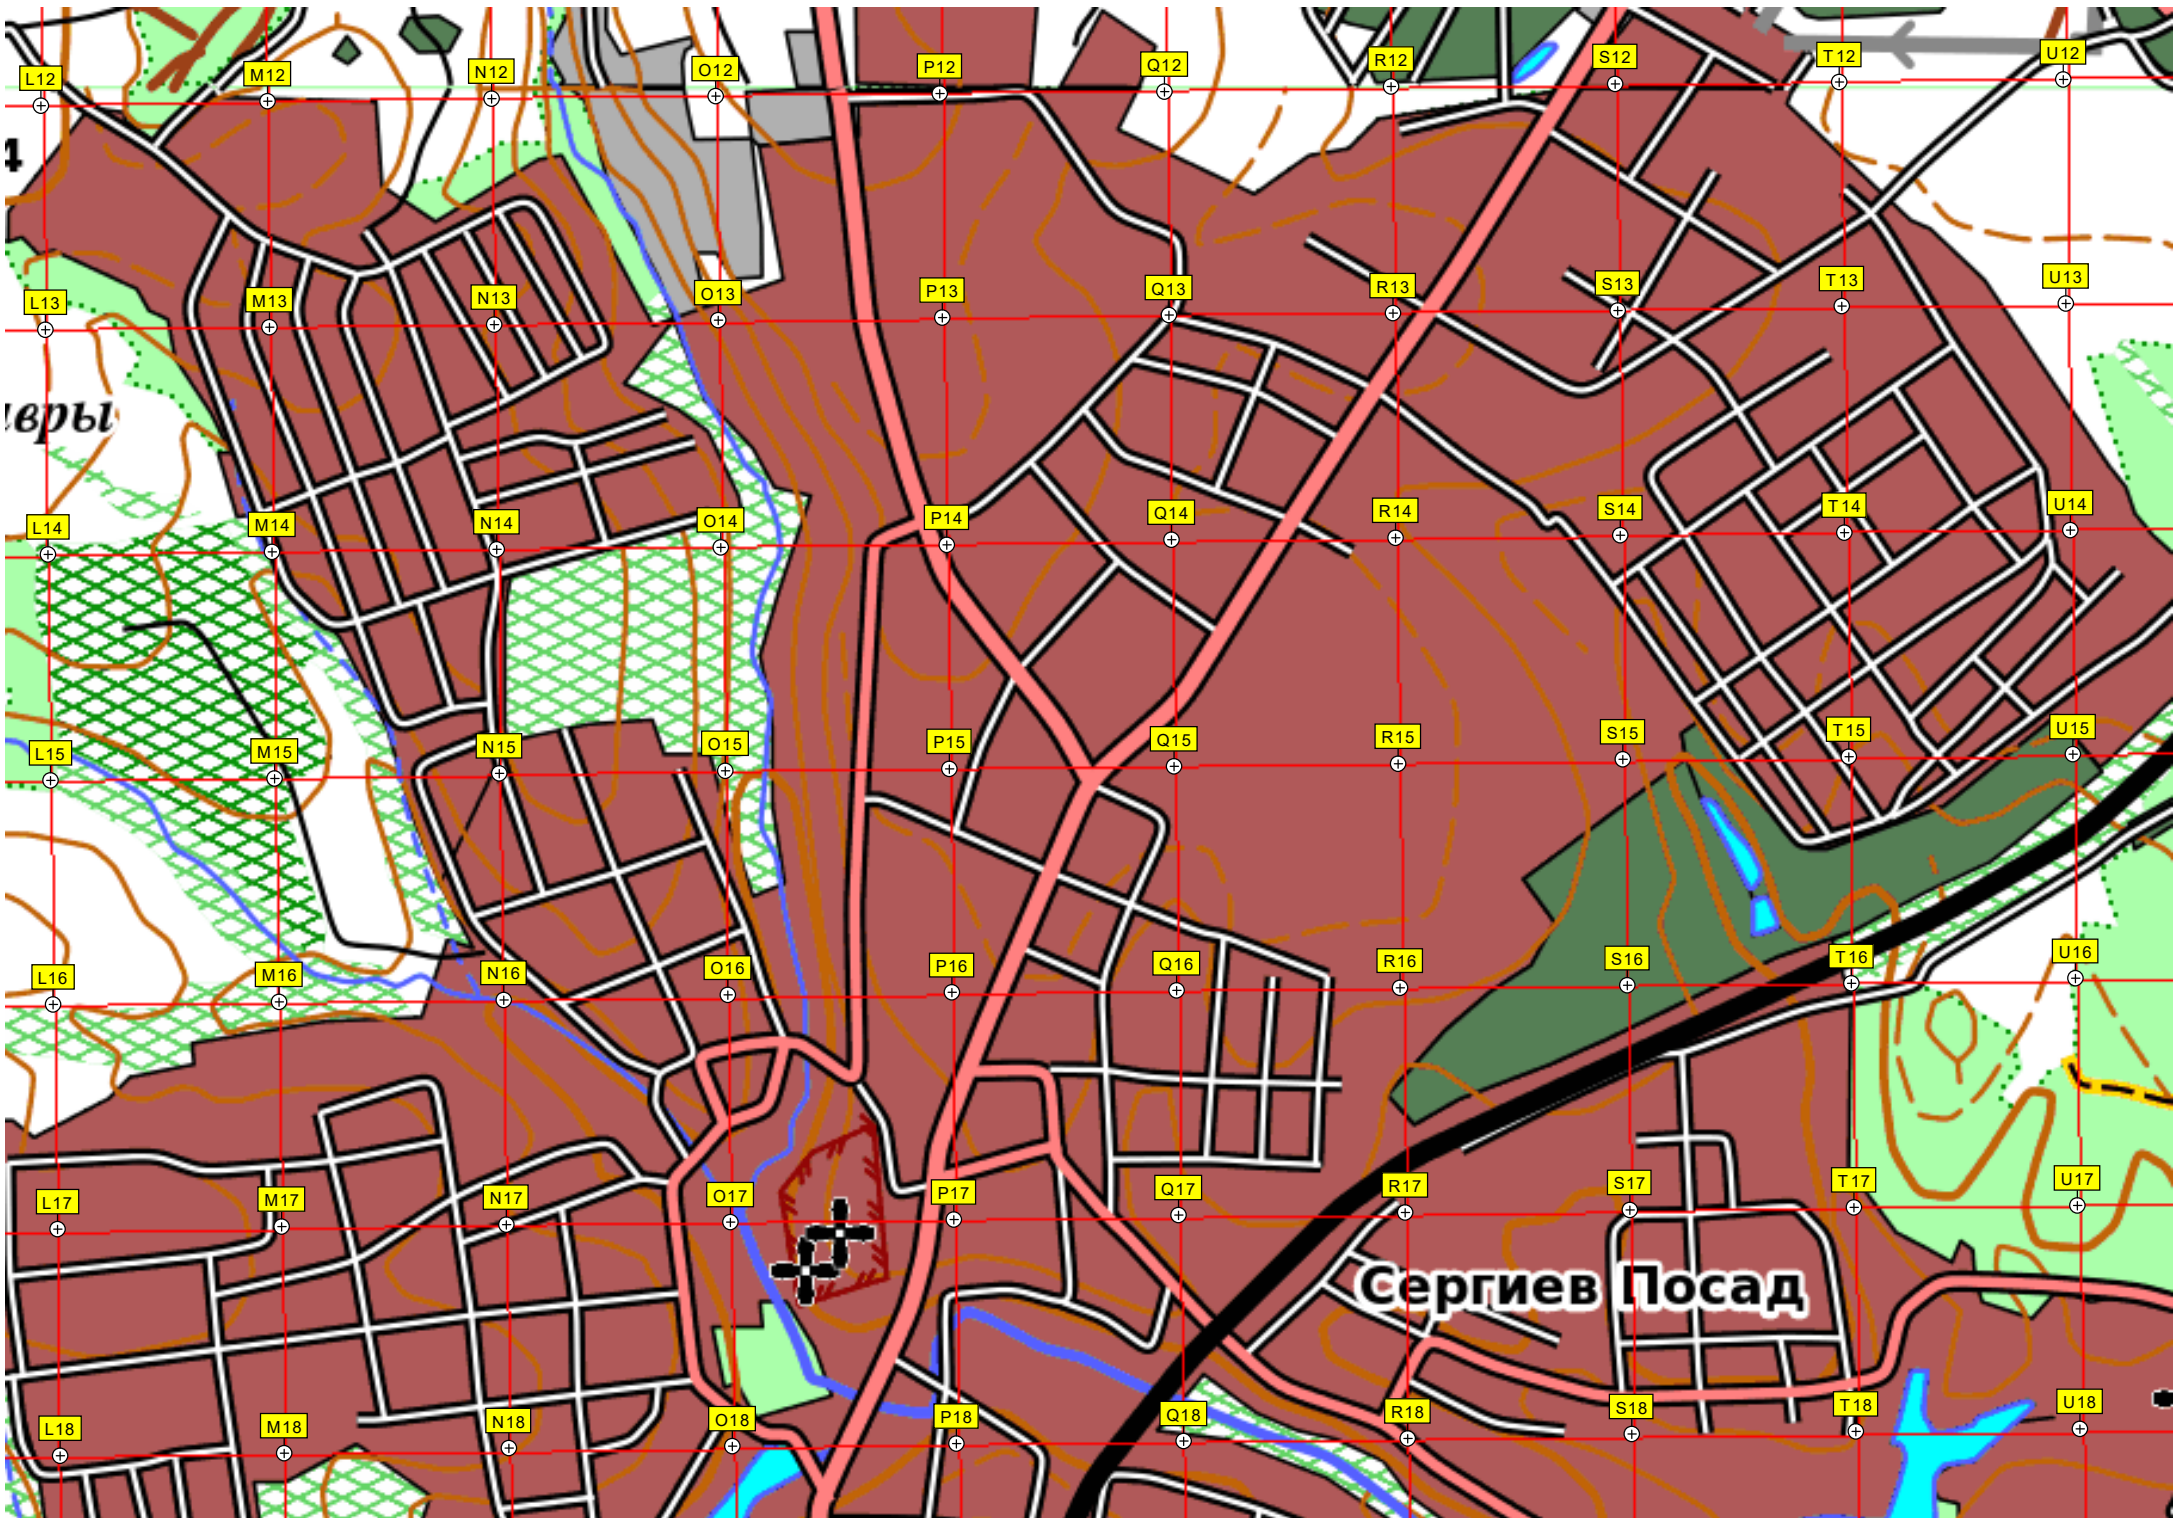 L12 M12 N12 O12 P12 Q12 R12 S12 T12 U12
4
L13 M13 N13 O13 P13 Q13 R13 S13 T13 U13
авры
L14 M14 N14 O14 P14 Q14 R14 S14 T14 U14
L15 M15 N15 O15 P15 Q15 R15 S15 T15 U15
L16 M16 N16 O16 P16 Q16 R16 S16 T16 U16
L17 M17 N17 O17 P17 Q17 R17 S17 T17 U17
Сергиев Посад
L18 M18 N18 O18 P18 Q18 R18 S18 T18 U18